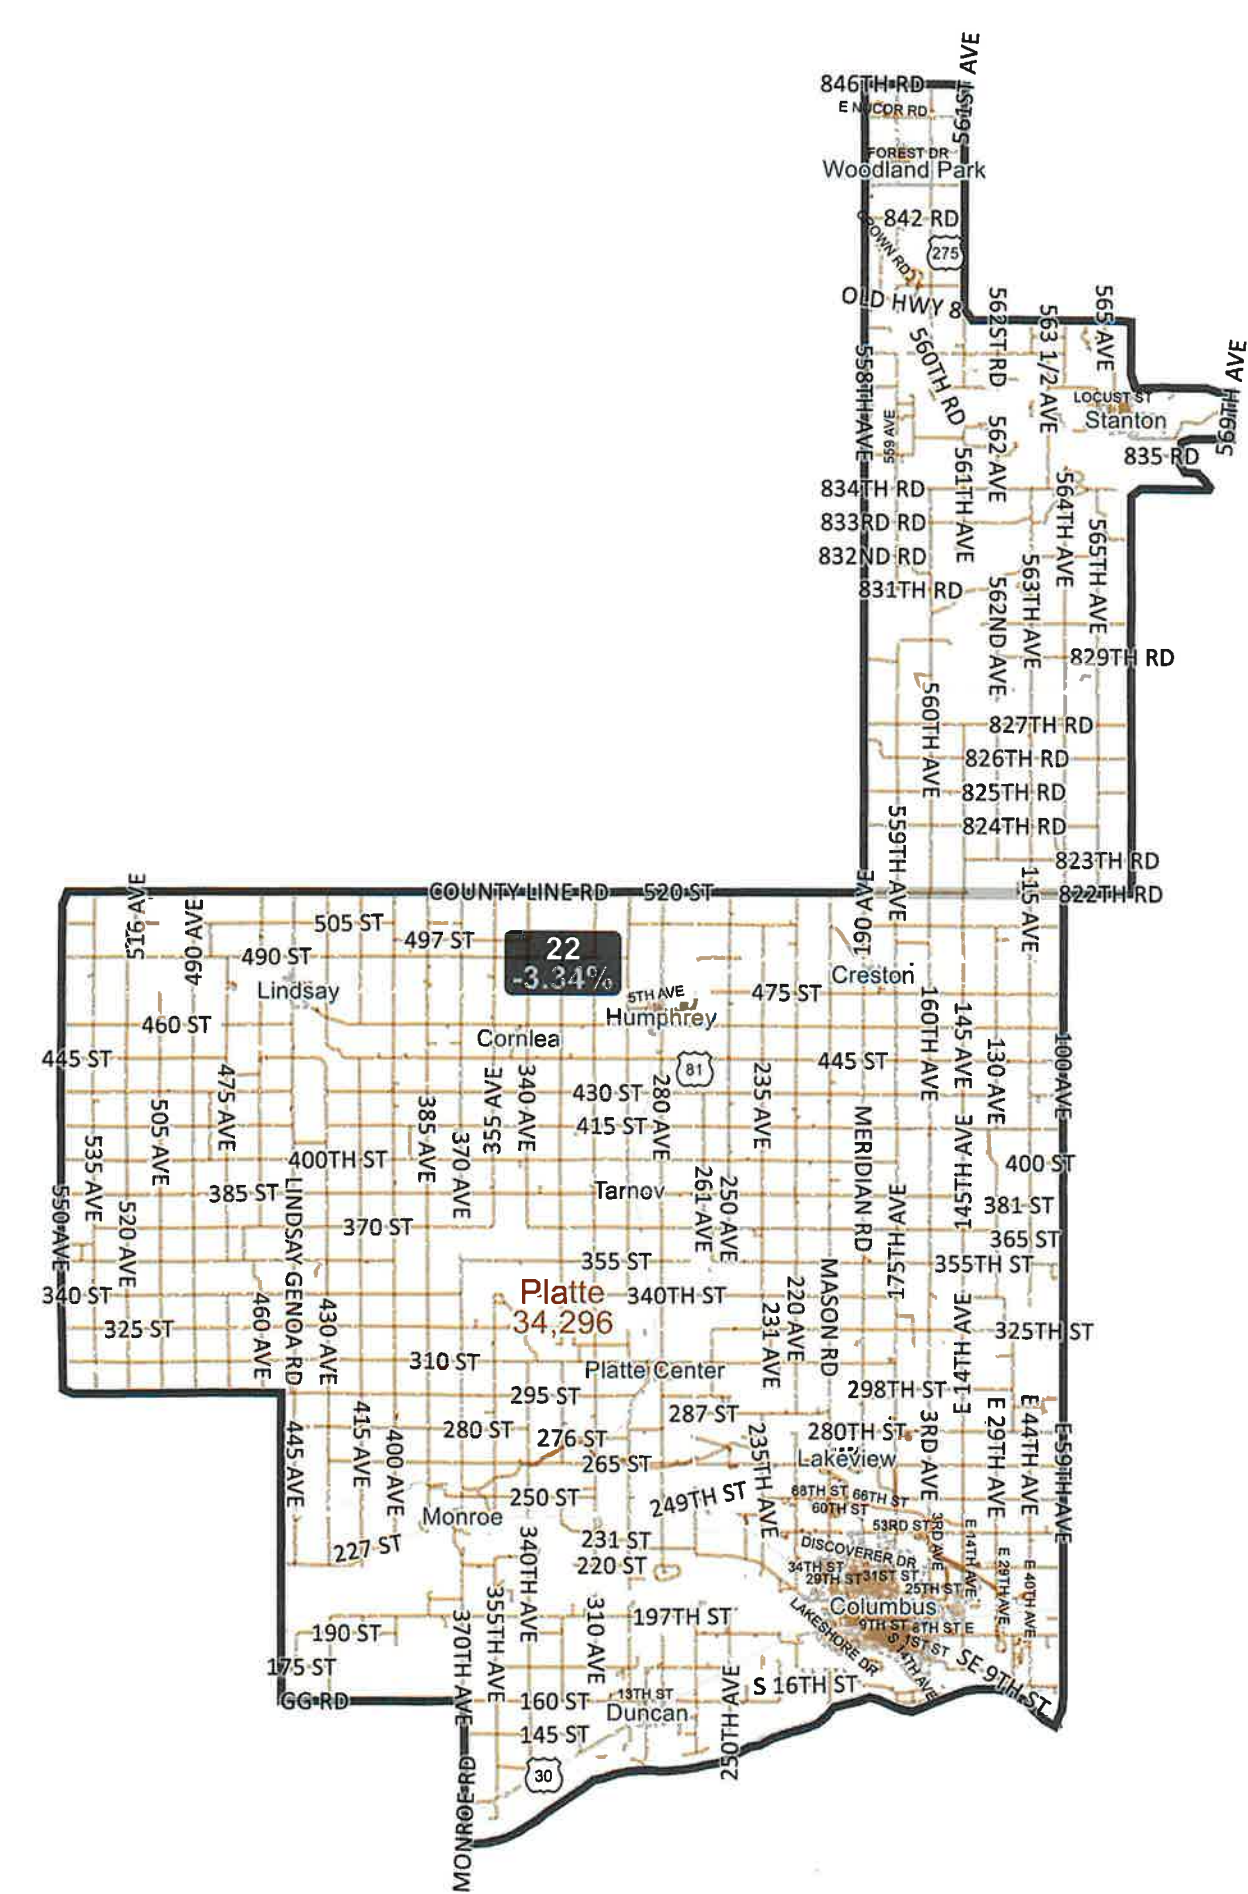 561ST AVE
846TH RD
E NUCOR RD
FOREST DR
Woodland Park
842 RD
CROWN RD
275
OLD HWY 8
562ST RD
563 1/2 AVE
565 AVE
558TH AVE
560TH RD
569TH AVE
LOCUST ST
Stanton
559 AVE
562 AVE
835 RD
561TH AVE
834TH RD
564TH AVE
833RD RD
565TH AVE
832ND RD
563TH AVE
831TH RD
562ND AVE
829TH RD
560TH AVE
827TH RD
826TH RD
825TH RD
559TH AVE
824TH RD
823TH RD
516 AVE
COUNTY LINE RD
520 ST
190 AVE
115 AVE
822TH RD
490 AVE
505 ST
497 ST
22
-3.34%
490 ST
Lindsay
5TH AVE
Humphrey
475 ST
Creston
160TH AVE
145 AVE
460 ST
Cornlea
130 AVE
100 AVE
445 ST
475 AVE
355 AVE
340 AVE
81
445 ST
430 ST
280 AVE
235 AVE
505 AVE
385 AVE
415 ST
MERIDIAN RD
145TH AVE
535 AVE
370 AVE
400TH ST
400 ST
550 AVE
385 ST
LINDSAY GENOA RD
Tarnov
261 AVE
250 AVE
175TH AVE
381 ST
520 AVE
370 ST
365 ST
355 ST
MASON RD
355TH ST
340 ST
460 AVE
430 AVE
Platte
34,296
340TH ST
231 AVE
220 AVE
E 14TH AVE
325 ST
325TH ST
310 ST
Platte Center
295 ST
298TH ST
445 AVE
415 AVE
400 AVE
280 ST
287 ST
235TH AVE
3RD AVE
E 29TH AVE
E 44TH AVE
E 59TH AVE
276 ST
280TH ST
265 ST
Lakeview
250 ST
249TH ST
68TH ST
66TH ST
60TH ST
Monroe
53RD ST
3RD AVE
E 14TH AVE
231 ST
DISCOVERER DR
227 ST
340TH AVE
220 ST
34TH ST
29TH ST
31ST ST
25TH ST
E 29TH AVE
E 40TH AVE
355TH AVE
310 AVE
Columbus
370TH AVE
197TH ST
LAKESHORE DR
9TH ST
8TH ST E
190 ST
S 14TH AVE
1ST ST
SE 9TH ST
175 ST
250TH AVE
S 16TH ST
GG RD
160 ST
13TH ST
Duncan
145 ST
30
MONROE RD